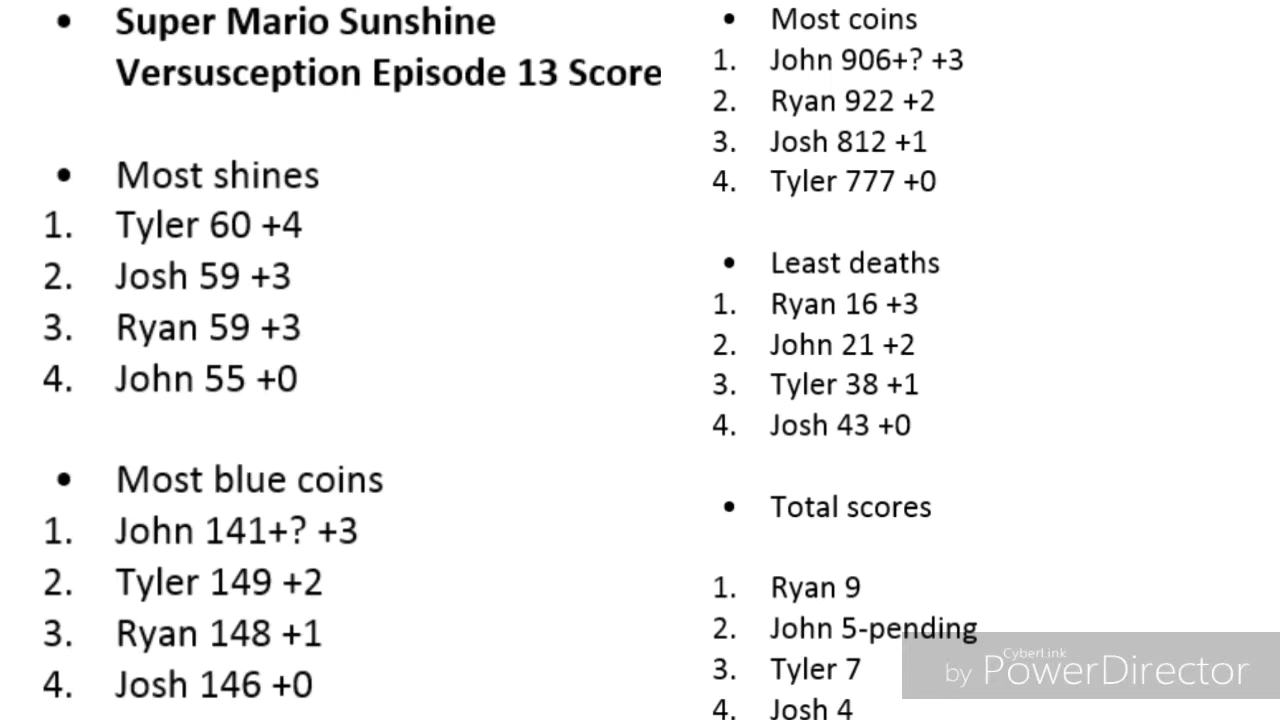 • Super Mario Sunshine
Versusception Episode 13 Score
• Most shines
1. Tyler 60 +4
2. Josh 59 +3
3. Ryan 59 +3
4. John 55 +0
• Most blue coins
1. John 141+? +3
2. Tyler 149 +2
3. Ryan 148 +1
4. Josh 146 +0
• Most coins
1. John 906+? +3
2. Ryan 922 +2
3. Josh 812 +1
4. Tyler 777 +0
• Least deaths
1. Ryan 16 +3
2. John 21 +2
3. Tyler 38 +1
4. Josh 43 +0
• Total scores
1. Ryan 9
2. John 5-pending
3. Tyler 7
4. Josh 4
CyberLink
by PowerDirector